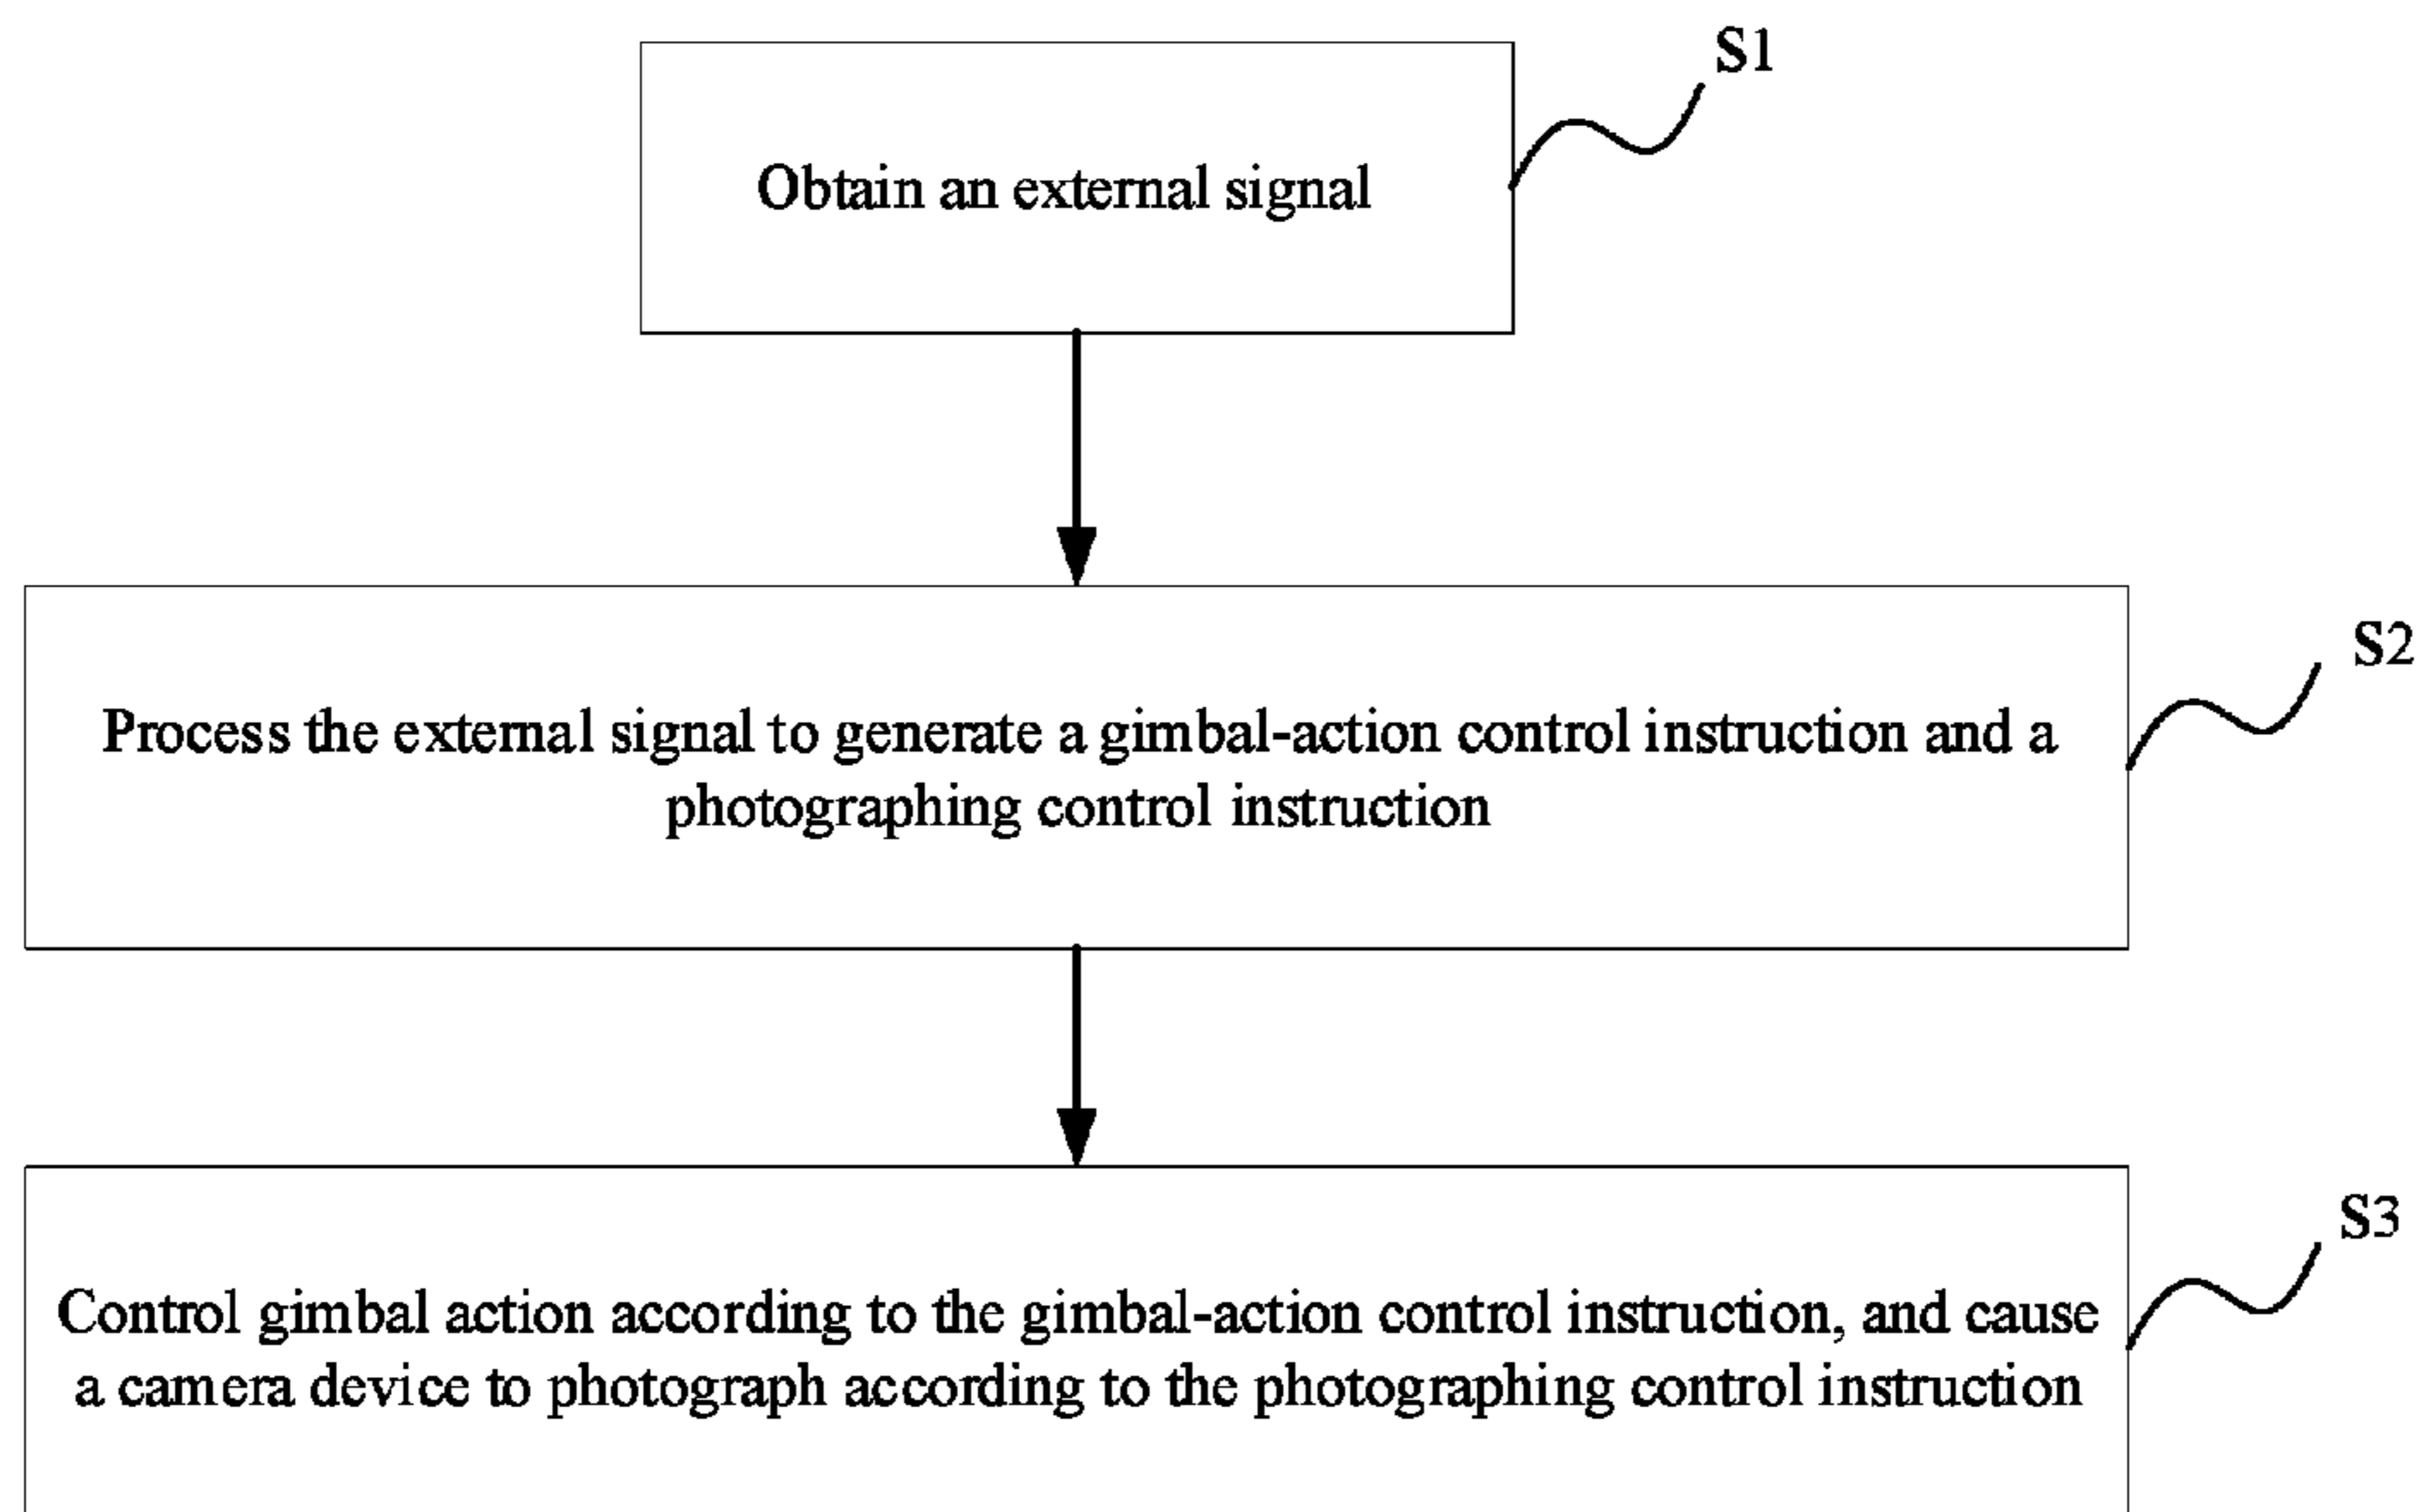 S1
Obtain an external signal
S2
Process the external signal to generate a gimbal-action control instruction and a
photographing control instruction
S3
Control gimbal action according to the gimbal-action control instruction, and cause
a camera device to photograph according to the photographing control instruction